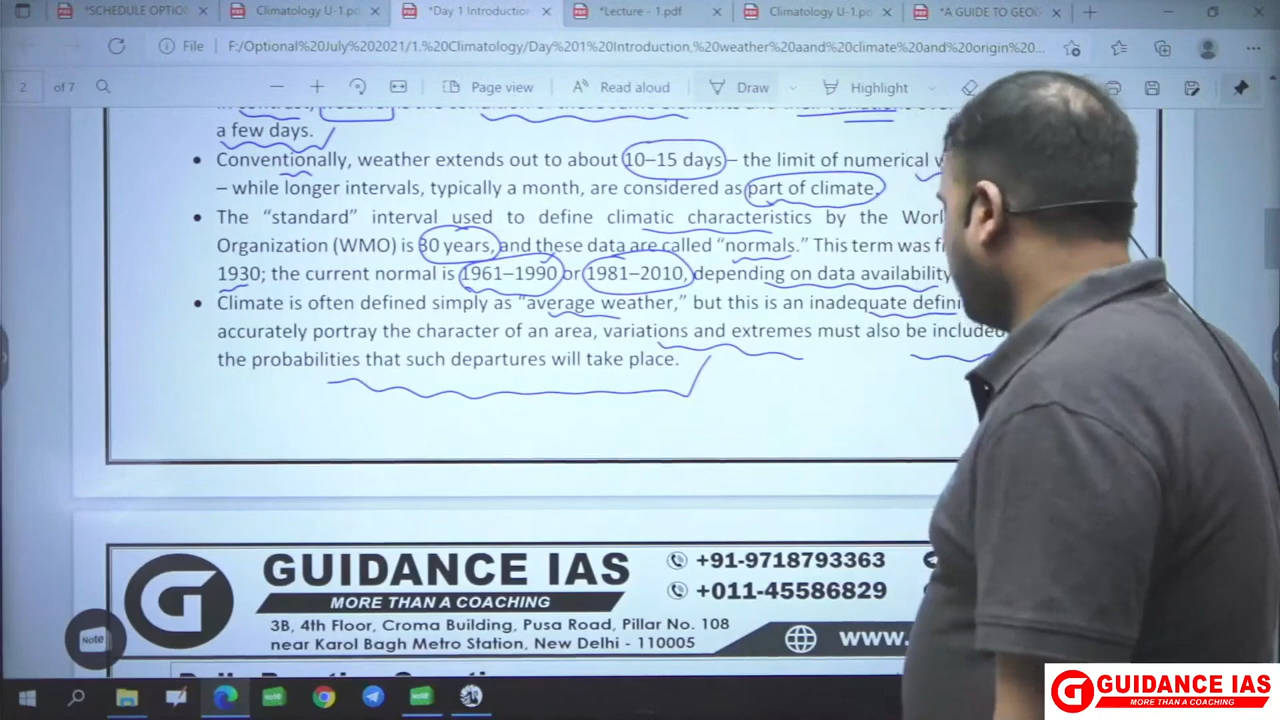 *SCHEDULE OPTIO
Climatology U-1.pd
*Day 1 Introduction
*Lecture - 1.pdf
Climatology U-1.pd
*A GUIDE TO GEOG
File
F:/Optional%20July%202021/1.%20Climatology/Day%201%20Introduction,%20weather%20aand%20climate%20and%20origin%20...
2 of 7
Page view
Read aloud
Draw
Highlight
a few days.
• Conventionally, weather extends out to about 10–15 days – the limit of numerical
– while longer intervals, typically a month, are considered as part of climate.
• The “standard” interval used to define climatic characteristics by the Worl
Organization (WMO) is 30 years, and these data are called “normals.” This term was
1930; the current normal is 1961–1990 or 1981–2010, depending on data availability
• Climate is often defined simply as “average weather,” but this is an inadequate defini
accurately portray the character of an area, variations and extremes must also be included
the probabilities that such departures will take place.
G GUIDANCE IAS
MORE THAN A COACHING
+91-9718793363
+011-45586829
3B, 4th Floor, Croma Building, Pusa Road, Pillar No. 108
near Karol Bagh Metro Station, New Delhi - 110005
www.
Note
Note
Note
G GUIDANCE IAS
MORE THAN A COACHING